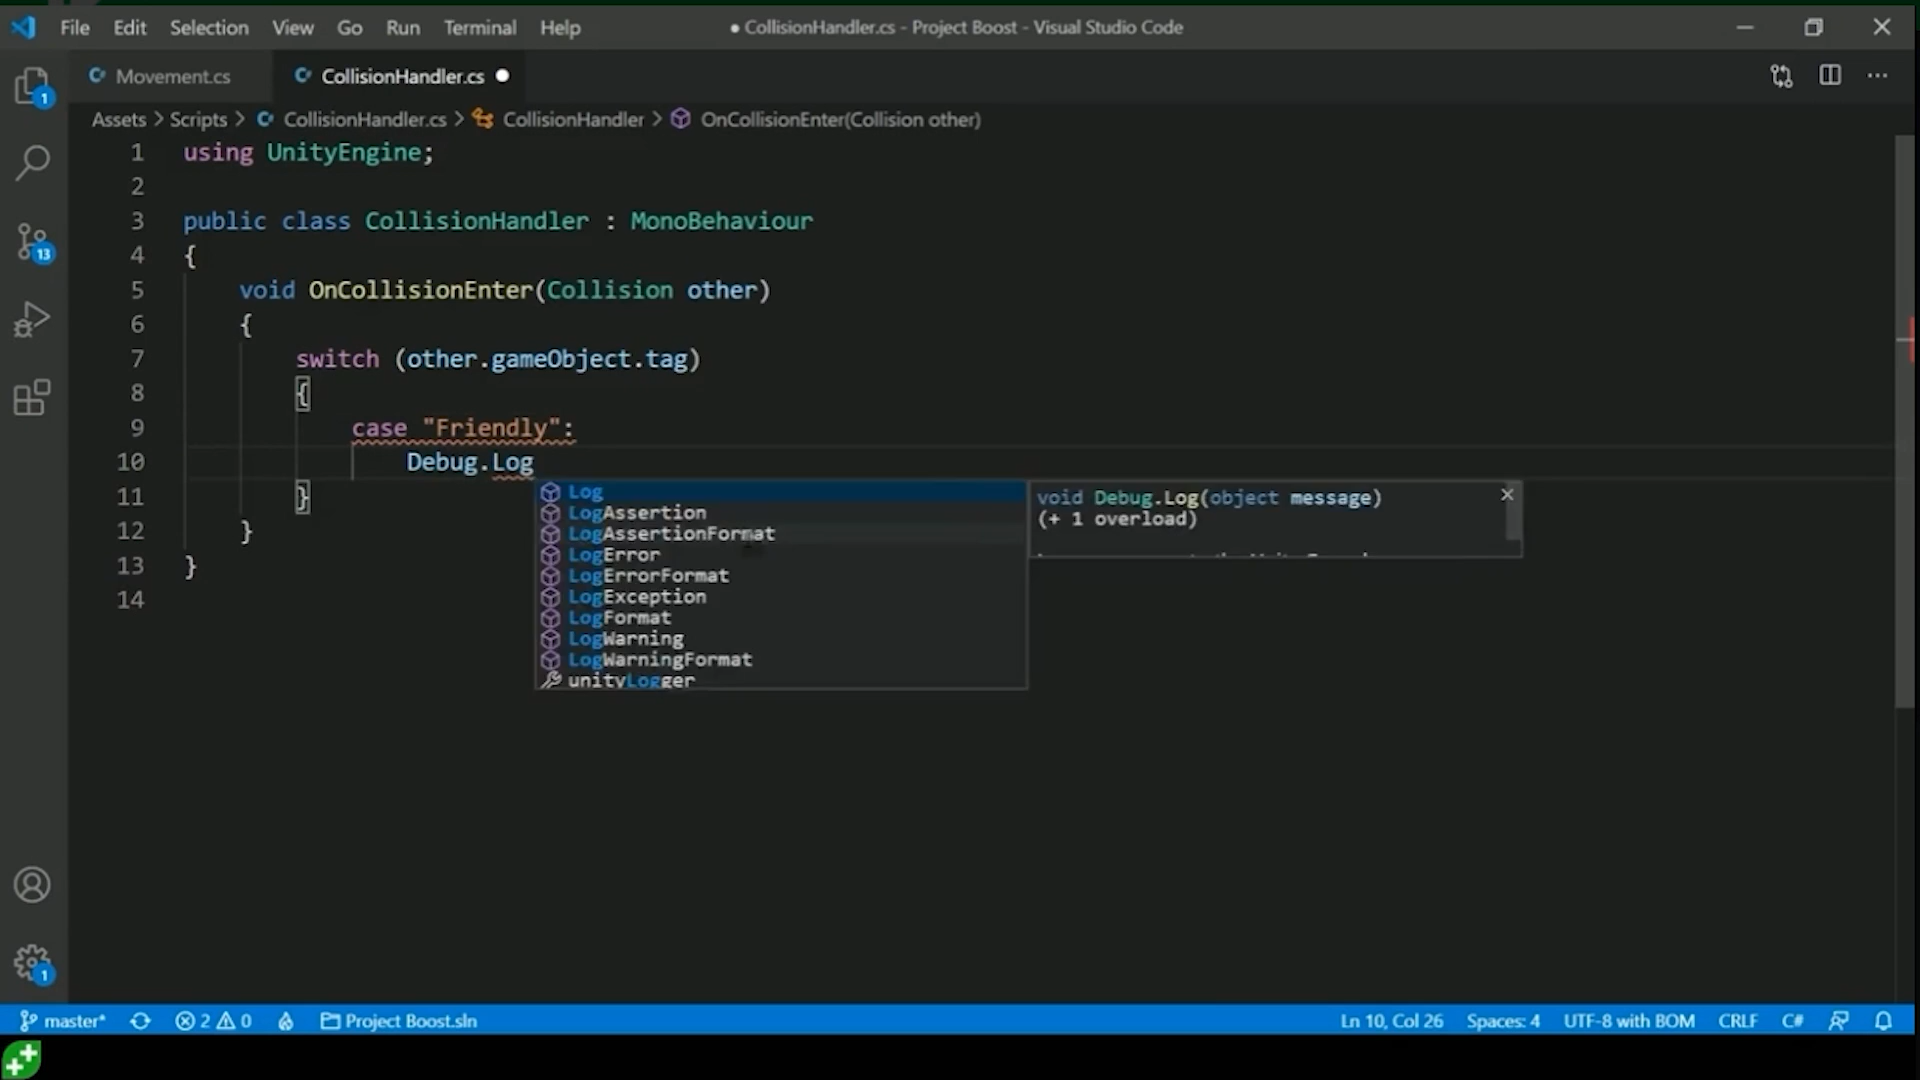 File Edit Selection View Go Run Terminal Help ● CollisionHandler.cs - Project Boost - Visual Studio Code
Movement.cs CollisionHandler.cs
Assets > Scripts > CollisionHandler.cs > CollisionHandler > OnCollisionEnter(Collision other)
1 using UnityEngine;
2
3 public class CollisionHandler : MonoBehaviour
4 {
5 void OnCollisionEnter(Collision other)
6 {
7 switch (other.gameObject.tag)
8 {
9 case "Friendly":
10 Debug.Log
11 }
12 }
13 }
14
Log
LogAssertion
LogAssertionFormat
LogError
LogErrorFormat
LogException
LogFormat
LogWarning
LogWarningFormat
unityLogger
void Debug.Log(object message)
(+ 1 overload)
1
13
1
master* 2 0 Project Boost.sln Ln 10, Col 26 Spaces: 4 UTF-8 with BOM CRLF C#